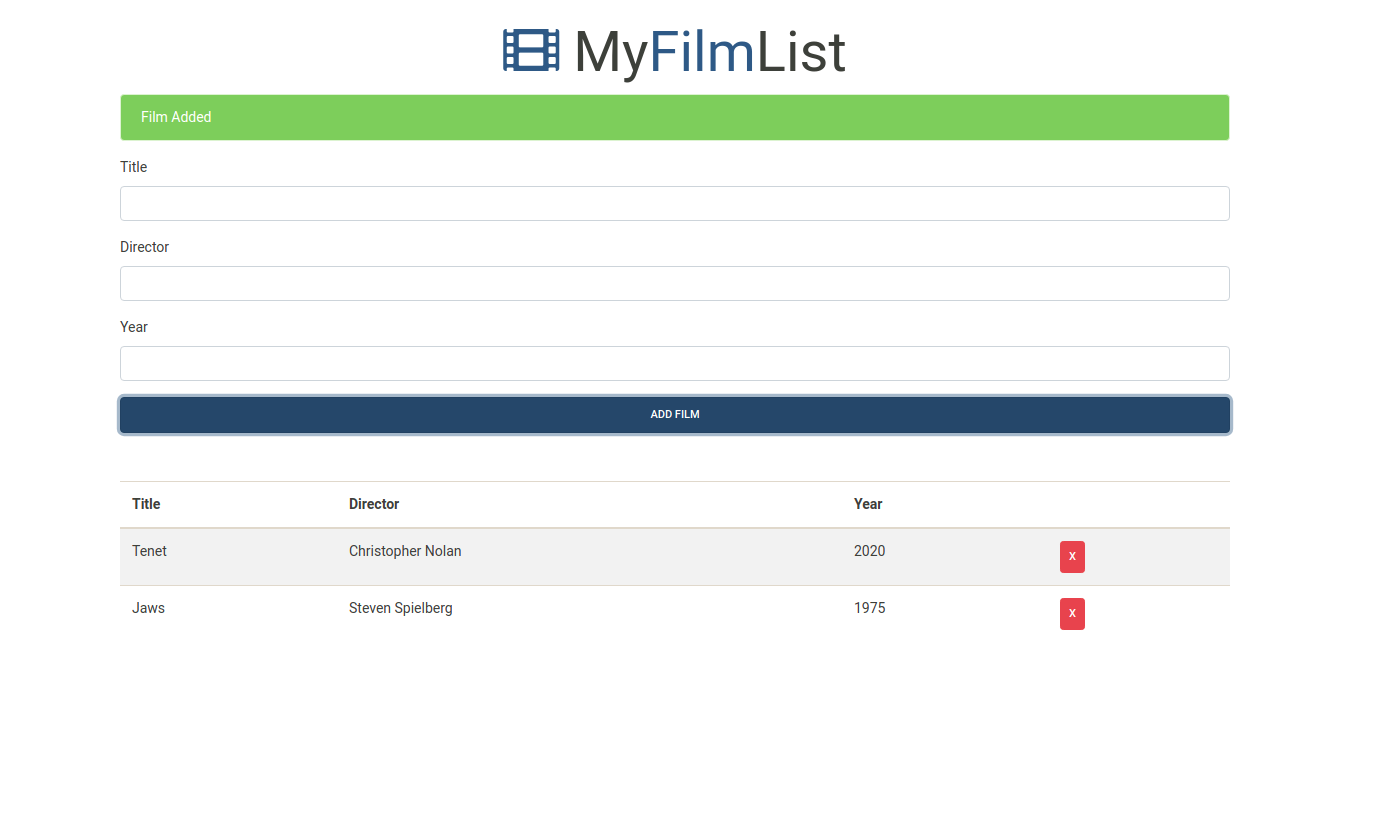 MyFilmList
Film Added
Title
Director
Year
ADD FILM
Title Director Year
Tenet Christopher Nolan 2020 X
Jaws Steven Spielberg 1975 X